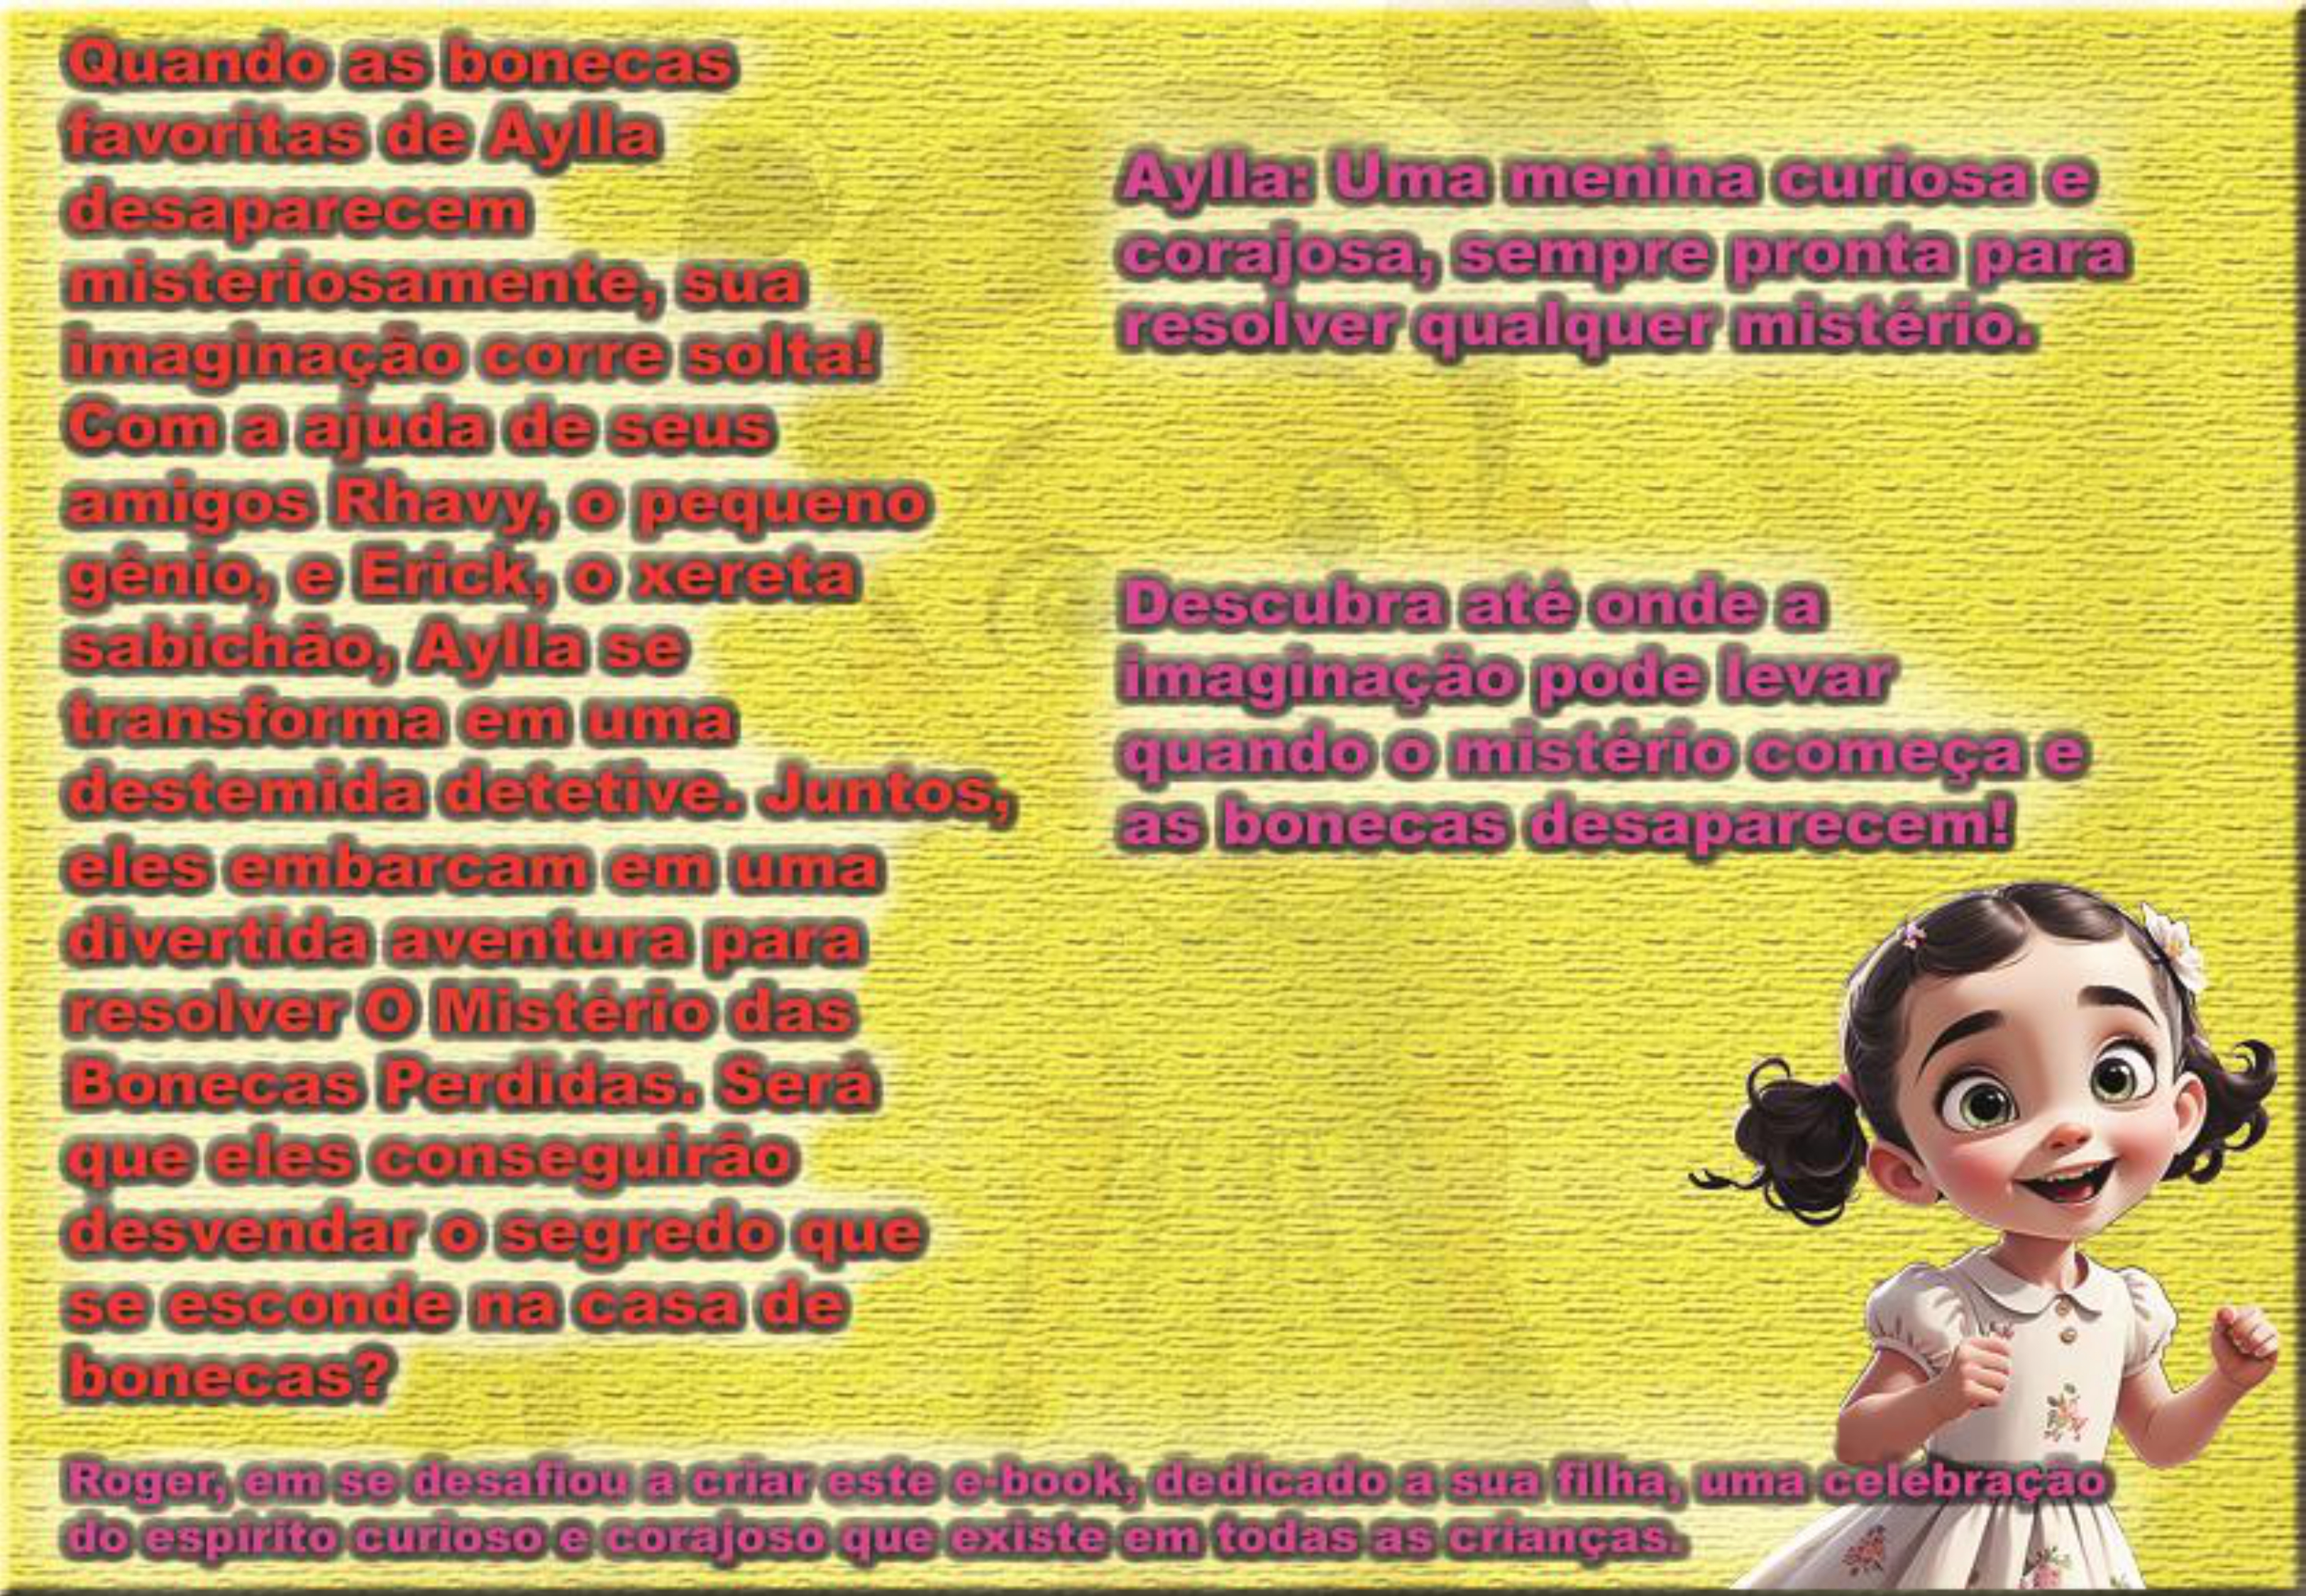 Quando as bonecas
favoritas de Aylla
desaparecem
misteriosamente, sua
imaginação corre solta!
Com a ajuda de seus
amigos Rhavy, o pequeno
gênio, e Erick, o xereta
sabichão, Aylla se
transforma em uma
destemida detetive. Juntos,
eles embarcam em uma
divertida aventura para
resolver O Mistério das
Bonecas Perdidas. Será
que eles conseguirão
desvendar o segredo que
se esconde na casa de
bonecas?
Aylla: Uma menina curiosa e
corajosa, sempre pronta para
resolver qualquer mistério.
Descubra até onde a
imaginação pode levar
quando o mistério começa e
as bonecas desaparecem!
Roger, em se desafiou a criar este e-book, dedicado a sua filha, uma celebração
do espírito curioso e corajoso que existe em todas as crianças.